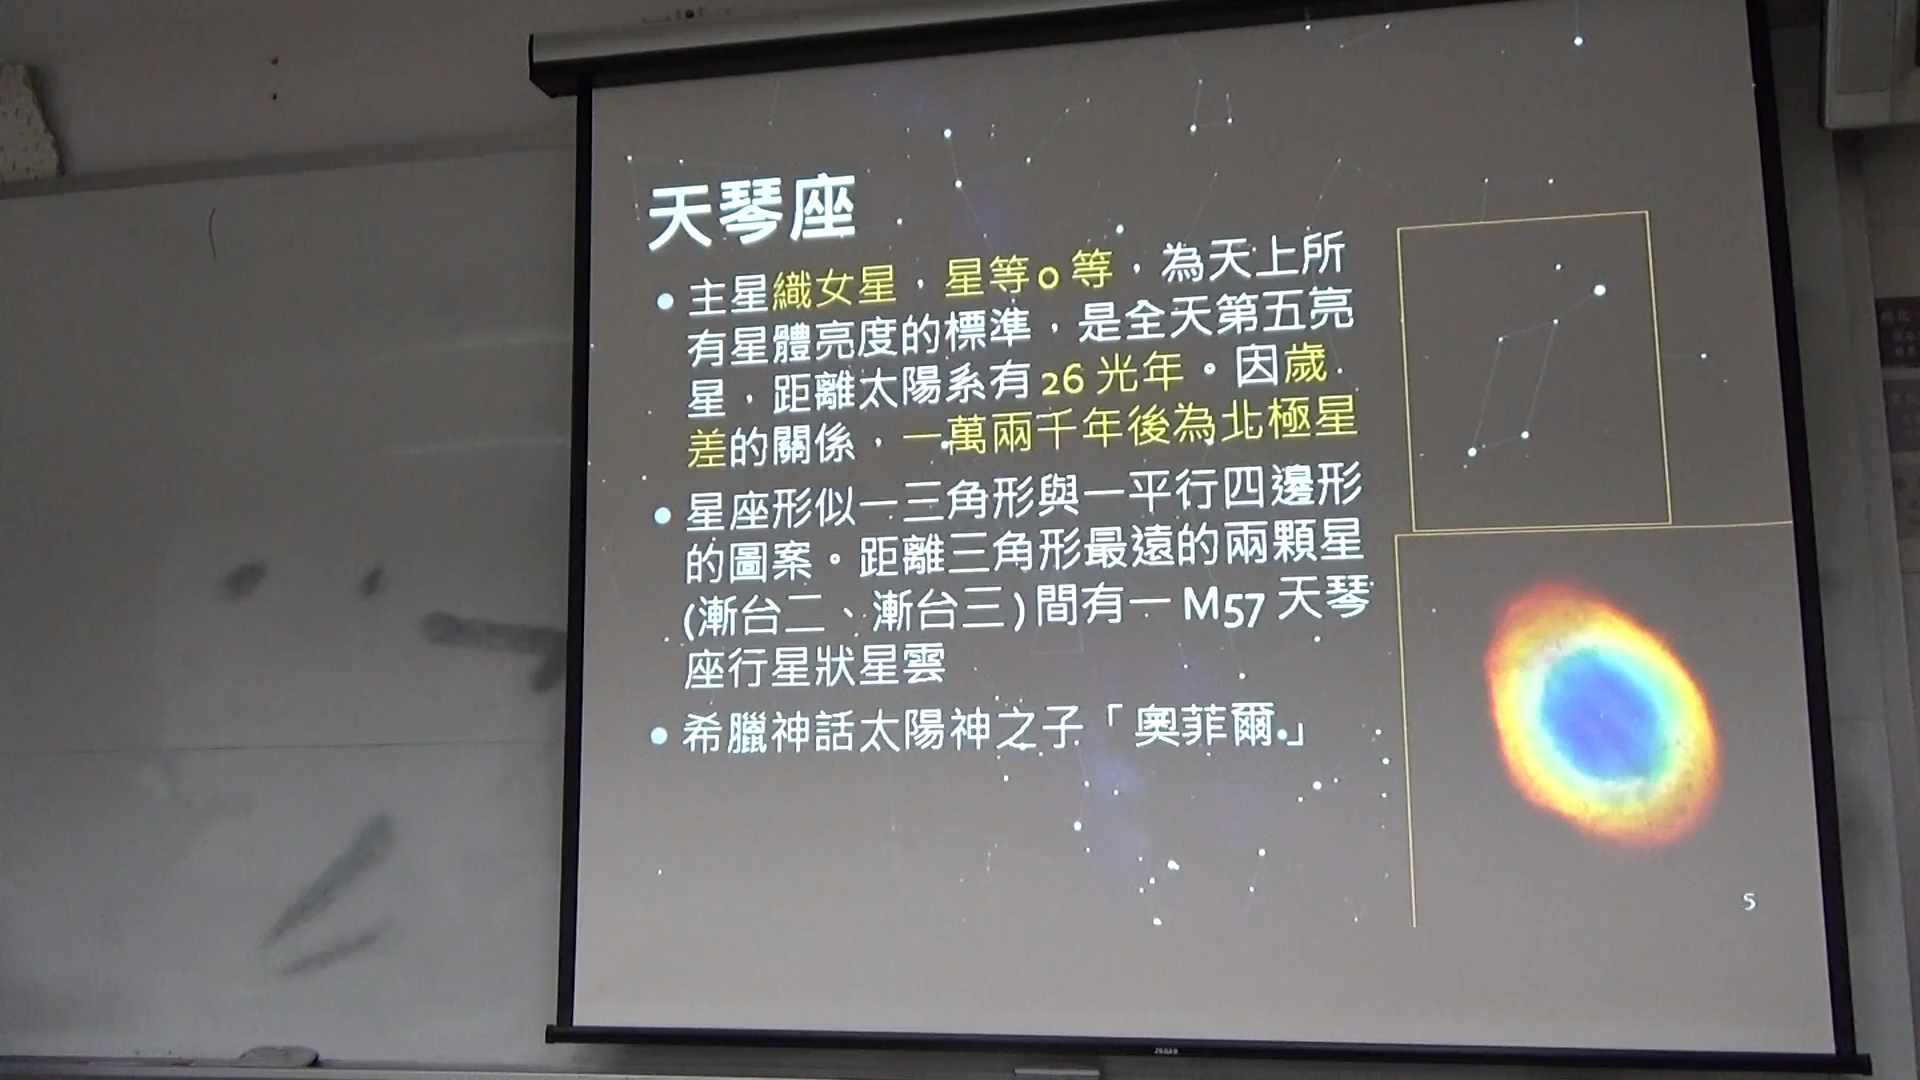 天琴座
主星織女星，星等0等，為天上所
有星體亮度的標準，是全天第五亮
星，距離太陽系有26光年。因歲
差的關係，一萬兩千年後為北極星
星座形似一三角形與一平行四邊形
的圖案。距離三角形最遠的兩顆星
(漸台二、漸台三)間有一M57天琴
座行星狀星雲
希臘神話太陽神之子「奧菲爾」
5